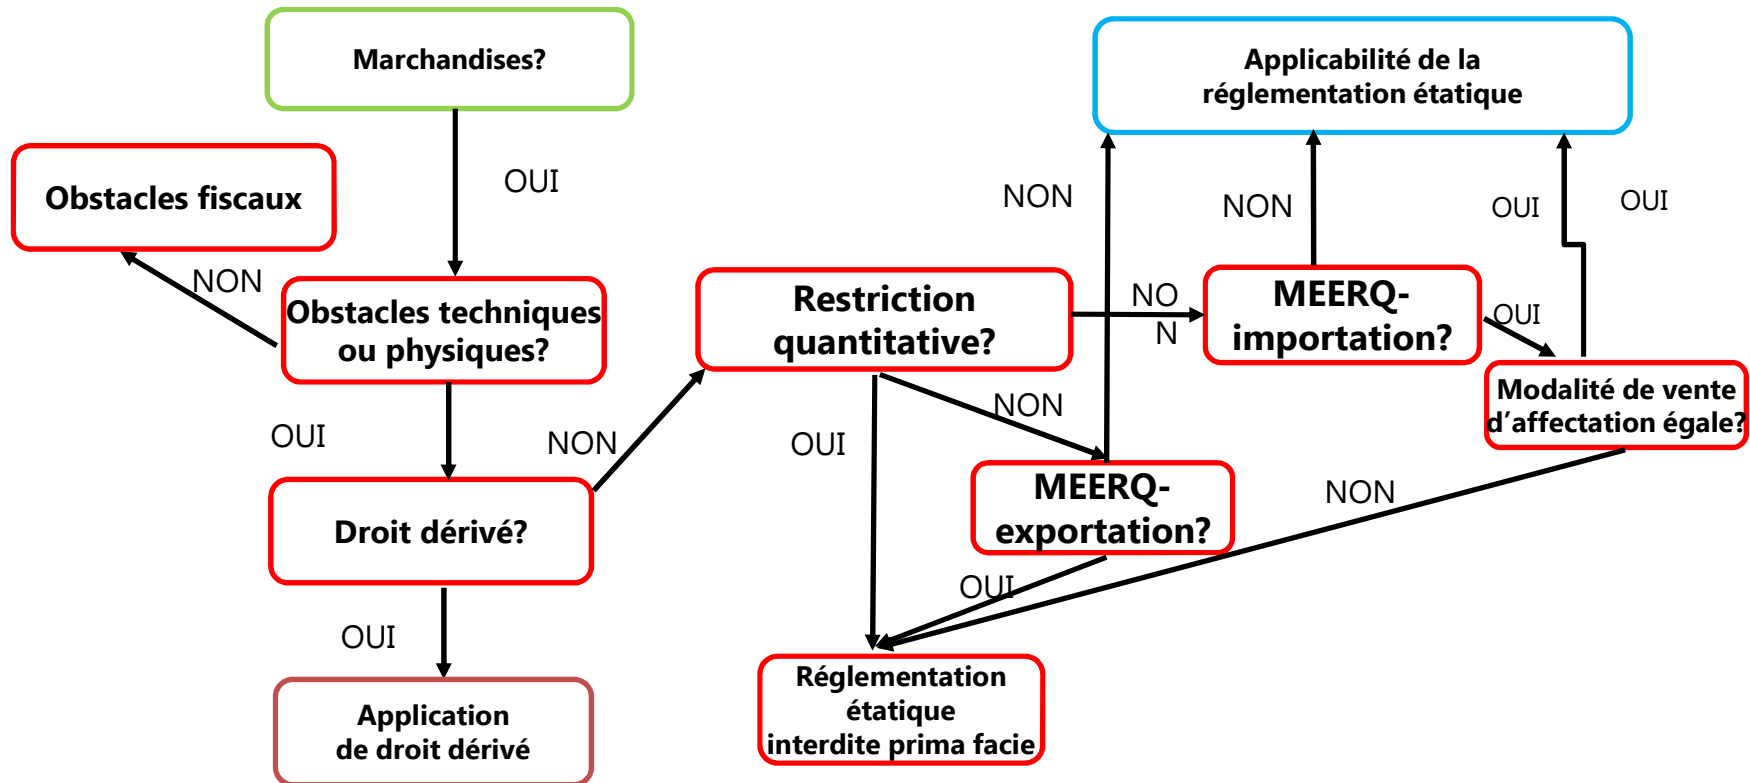 Marchandises?
Applicabilité de la
réglementation étatique
OUI
Obstacles fiscaux
NON
NON
NON
OUI
OUI
Obstacles techniques
ou physiques?
Restriction
quantitative?
NO
N
MEERQ-
importation?
OUI
Modalité de vente
d’affectation égale?
OUI
NON
OUI
NON
NON
Droit dérivé?
MEERQ-
exportation?
OUI
OUI
Réglementation
étatique
interdite prima facie
Application
de droit dérivé